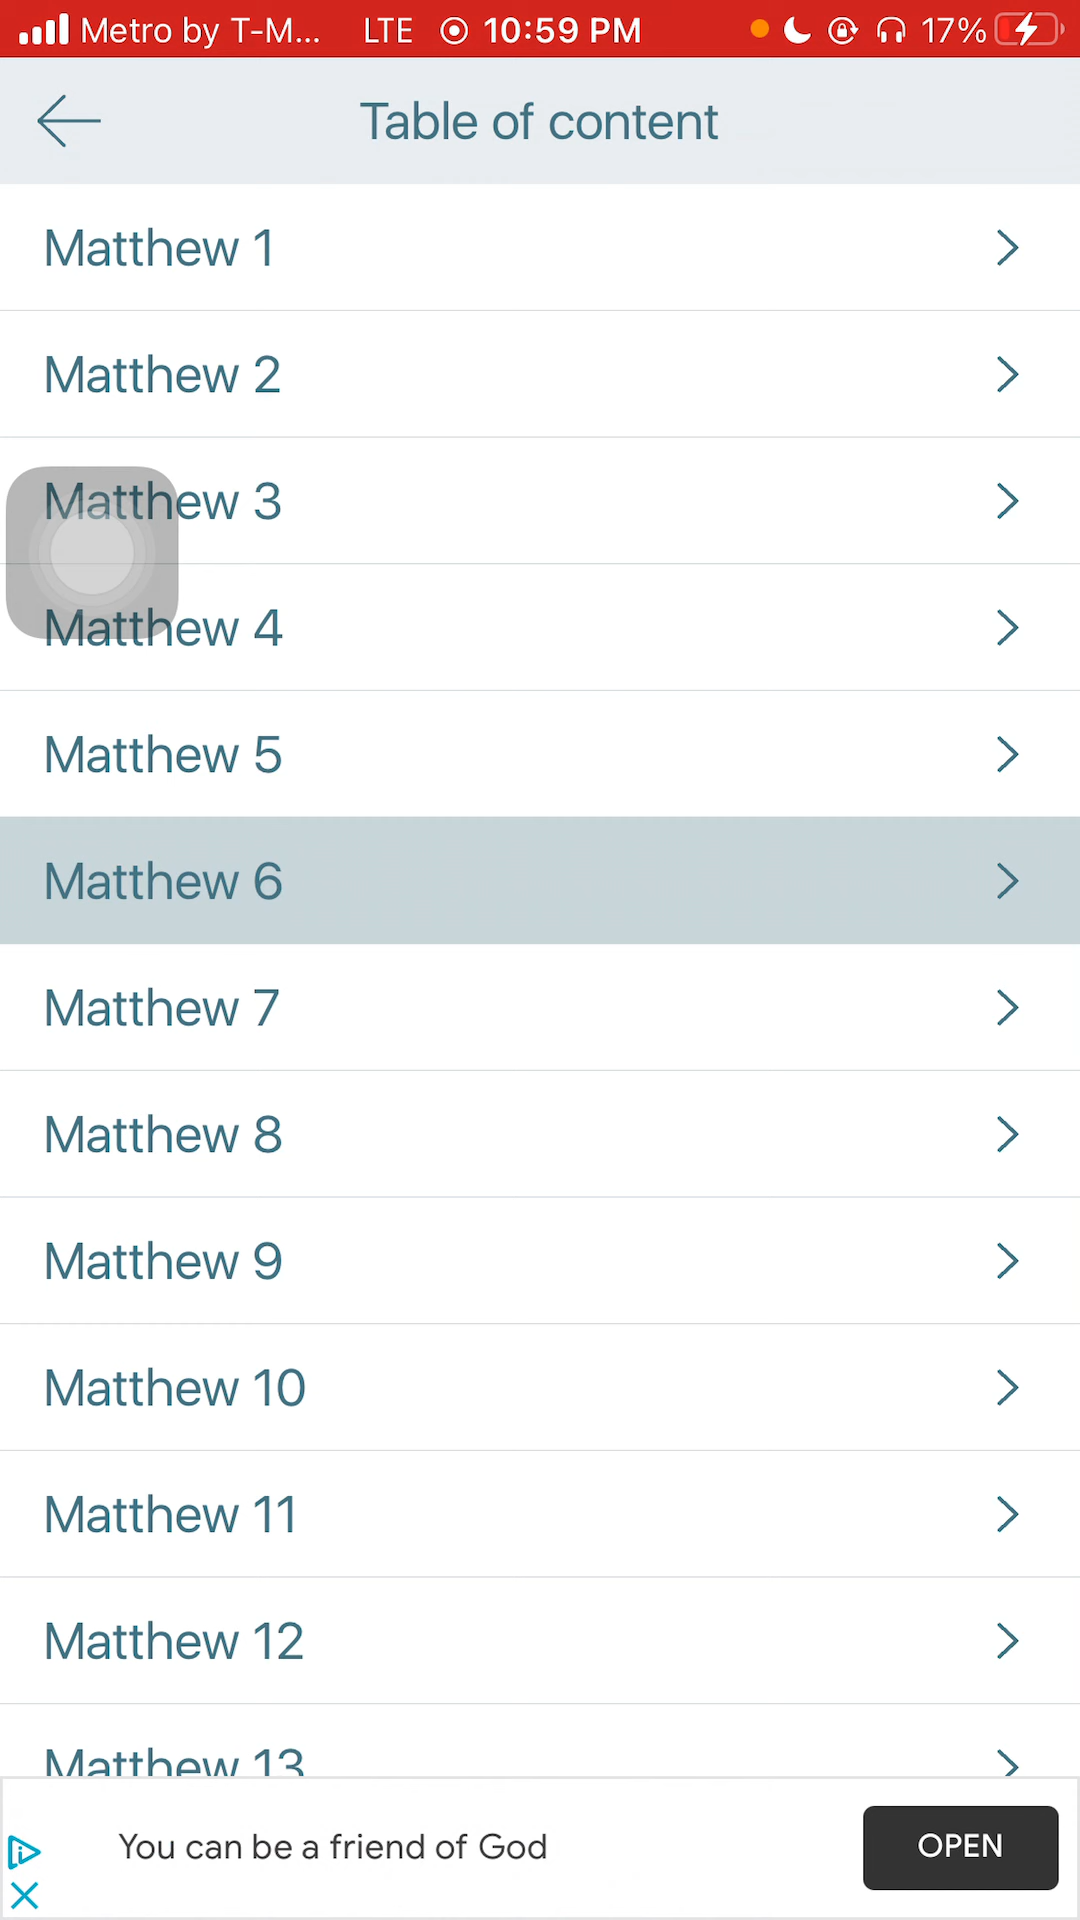 Metro by T-M... LTE 10:59 PM 17%
Table of content
Matthew 1
Matthew 2
Matthew 3
Matthew 4
Matthew 5
Matthew 6
Matthew 7
Matthew 8
Matthew 9
Matthew 10
Matthew 11
Matthew 12
Matthew 13
You can be a friend of God
OPEN